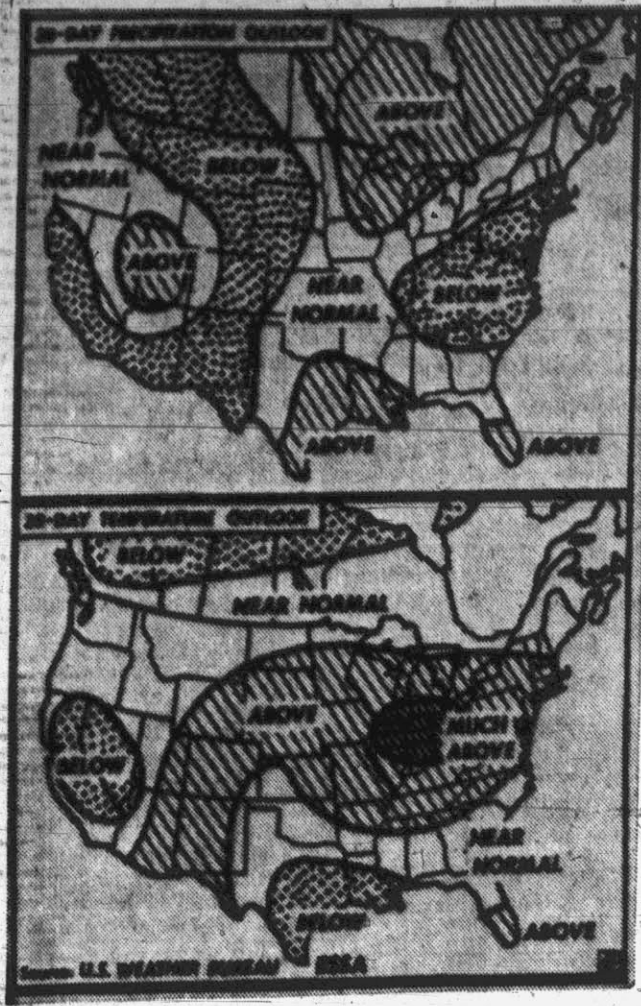 30-DAY PRECIPITATION OUTLOOK
ABOVE
NEAR
NORMAL
BELOW
ABOVE
NEAR
NORMAL
BELOW
ABOVE
ABOVE
30-DAY TEMPERATURE OUTLOOK
BELOW
NEAR NORMAL
ABOVE
MUCH
ABOVE
BELOW
NEAR
NORMAL
BELOW
ABOVE
Source: U.S. WEATHER BUREAU ESSA